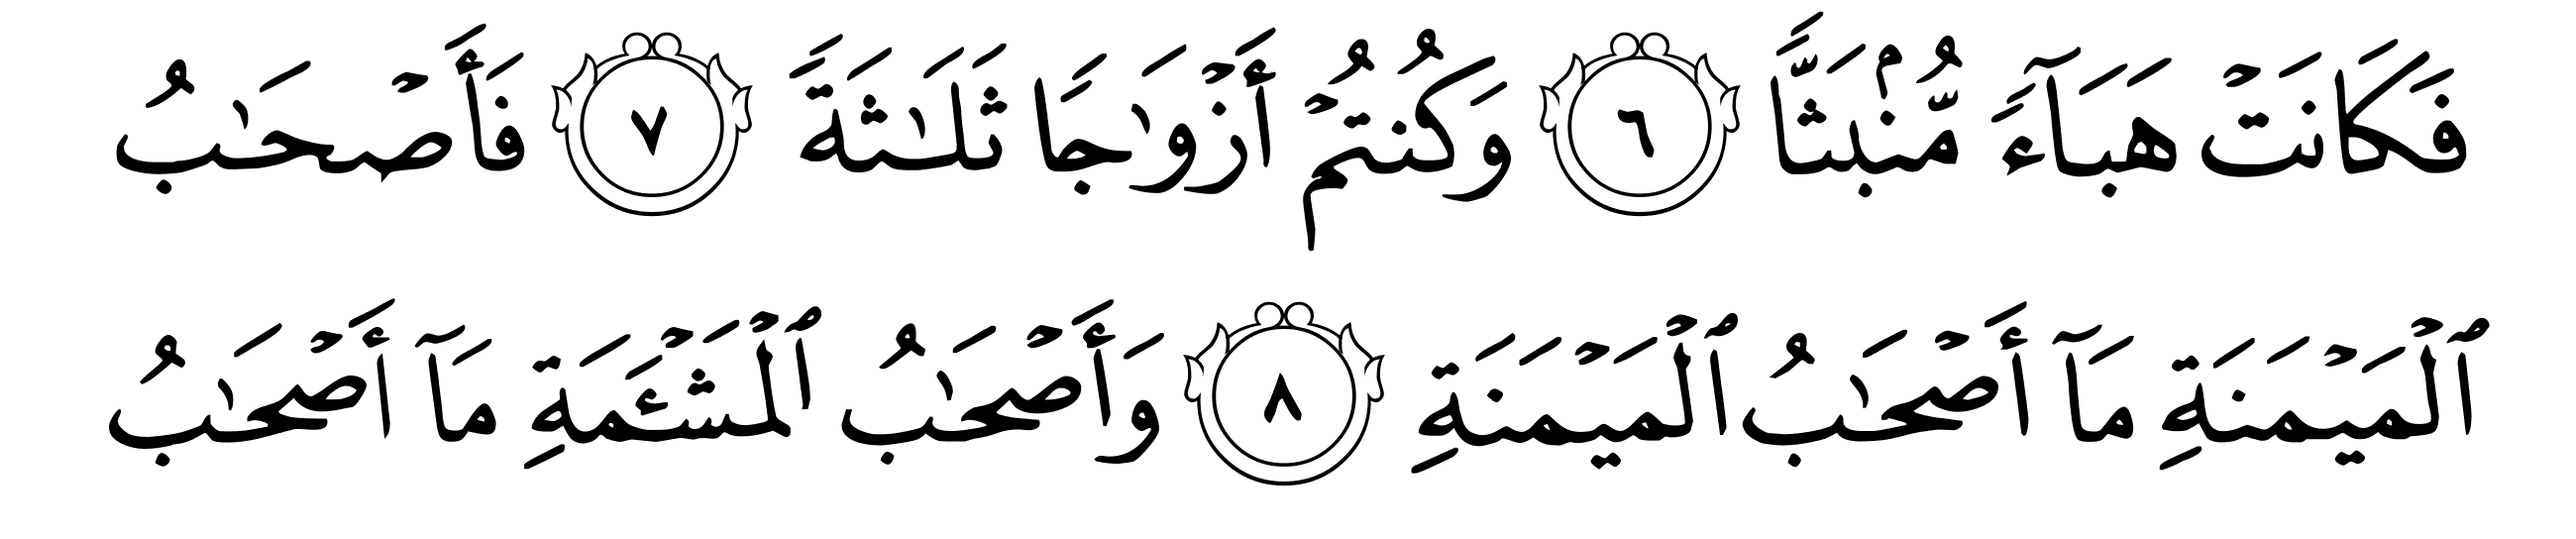 فَكَانَتْ هَبَآءً مُّنۢبَثًّا ٦ وَكُنتُمْ أَزْوَٰجًا ثَلَٰثَةً ٧ فَأَصْحَٰبُ
ٱلْمَيْمَنَةِ مَآ أَصْحَٰبُ ٱلْمَيْمَنَةِ ٨ وَأَصْحَٰبُ ٱلْمَشْـَٔمَةِ مَآ أَصْحَٰبُ